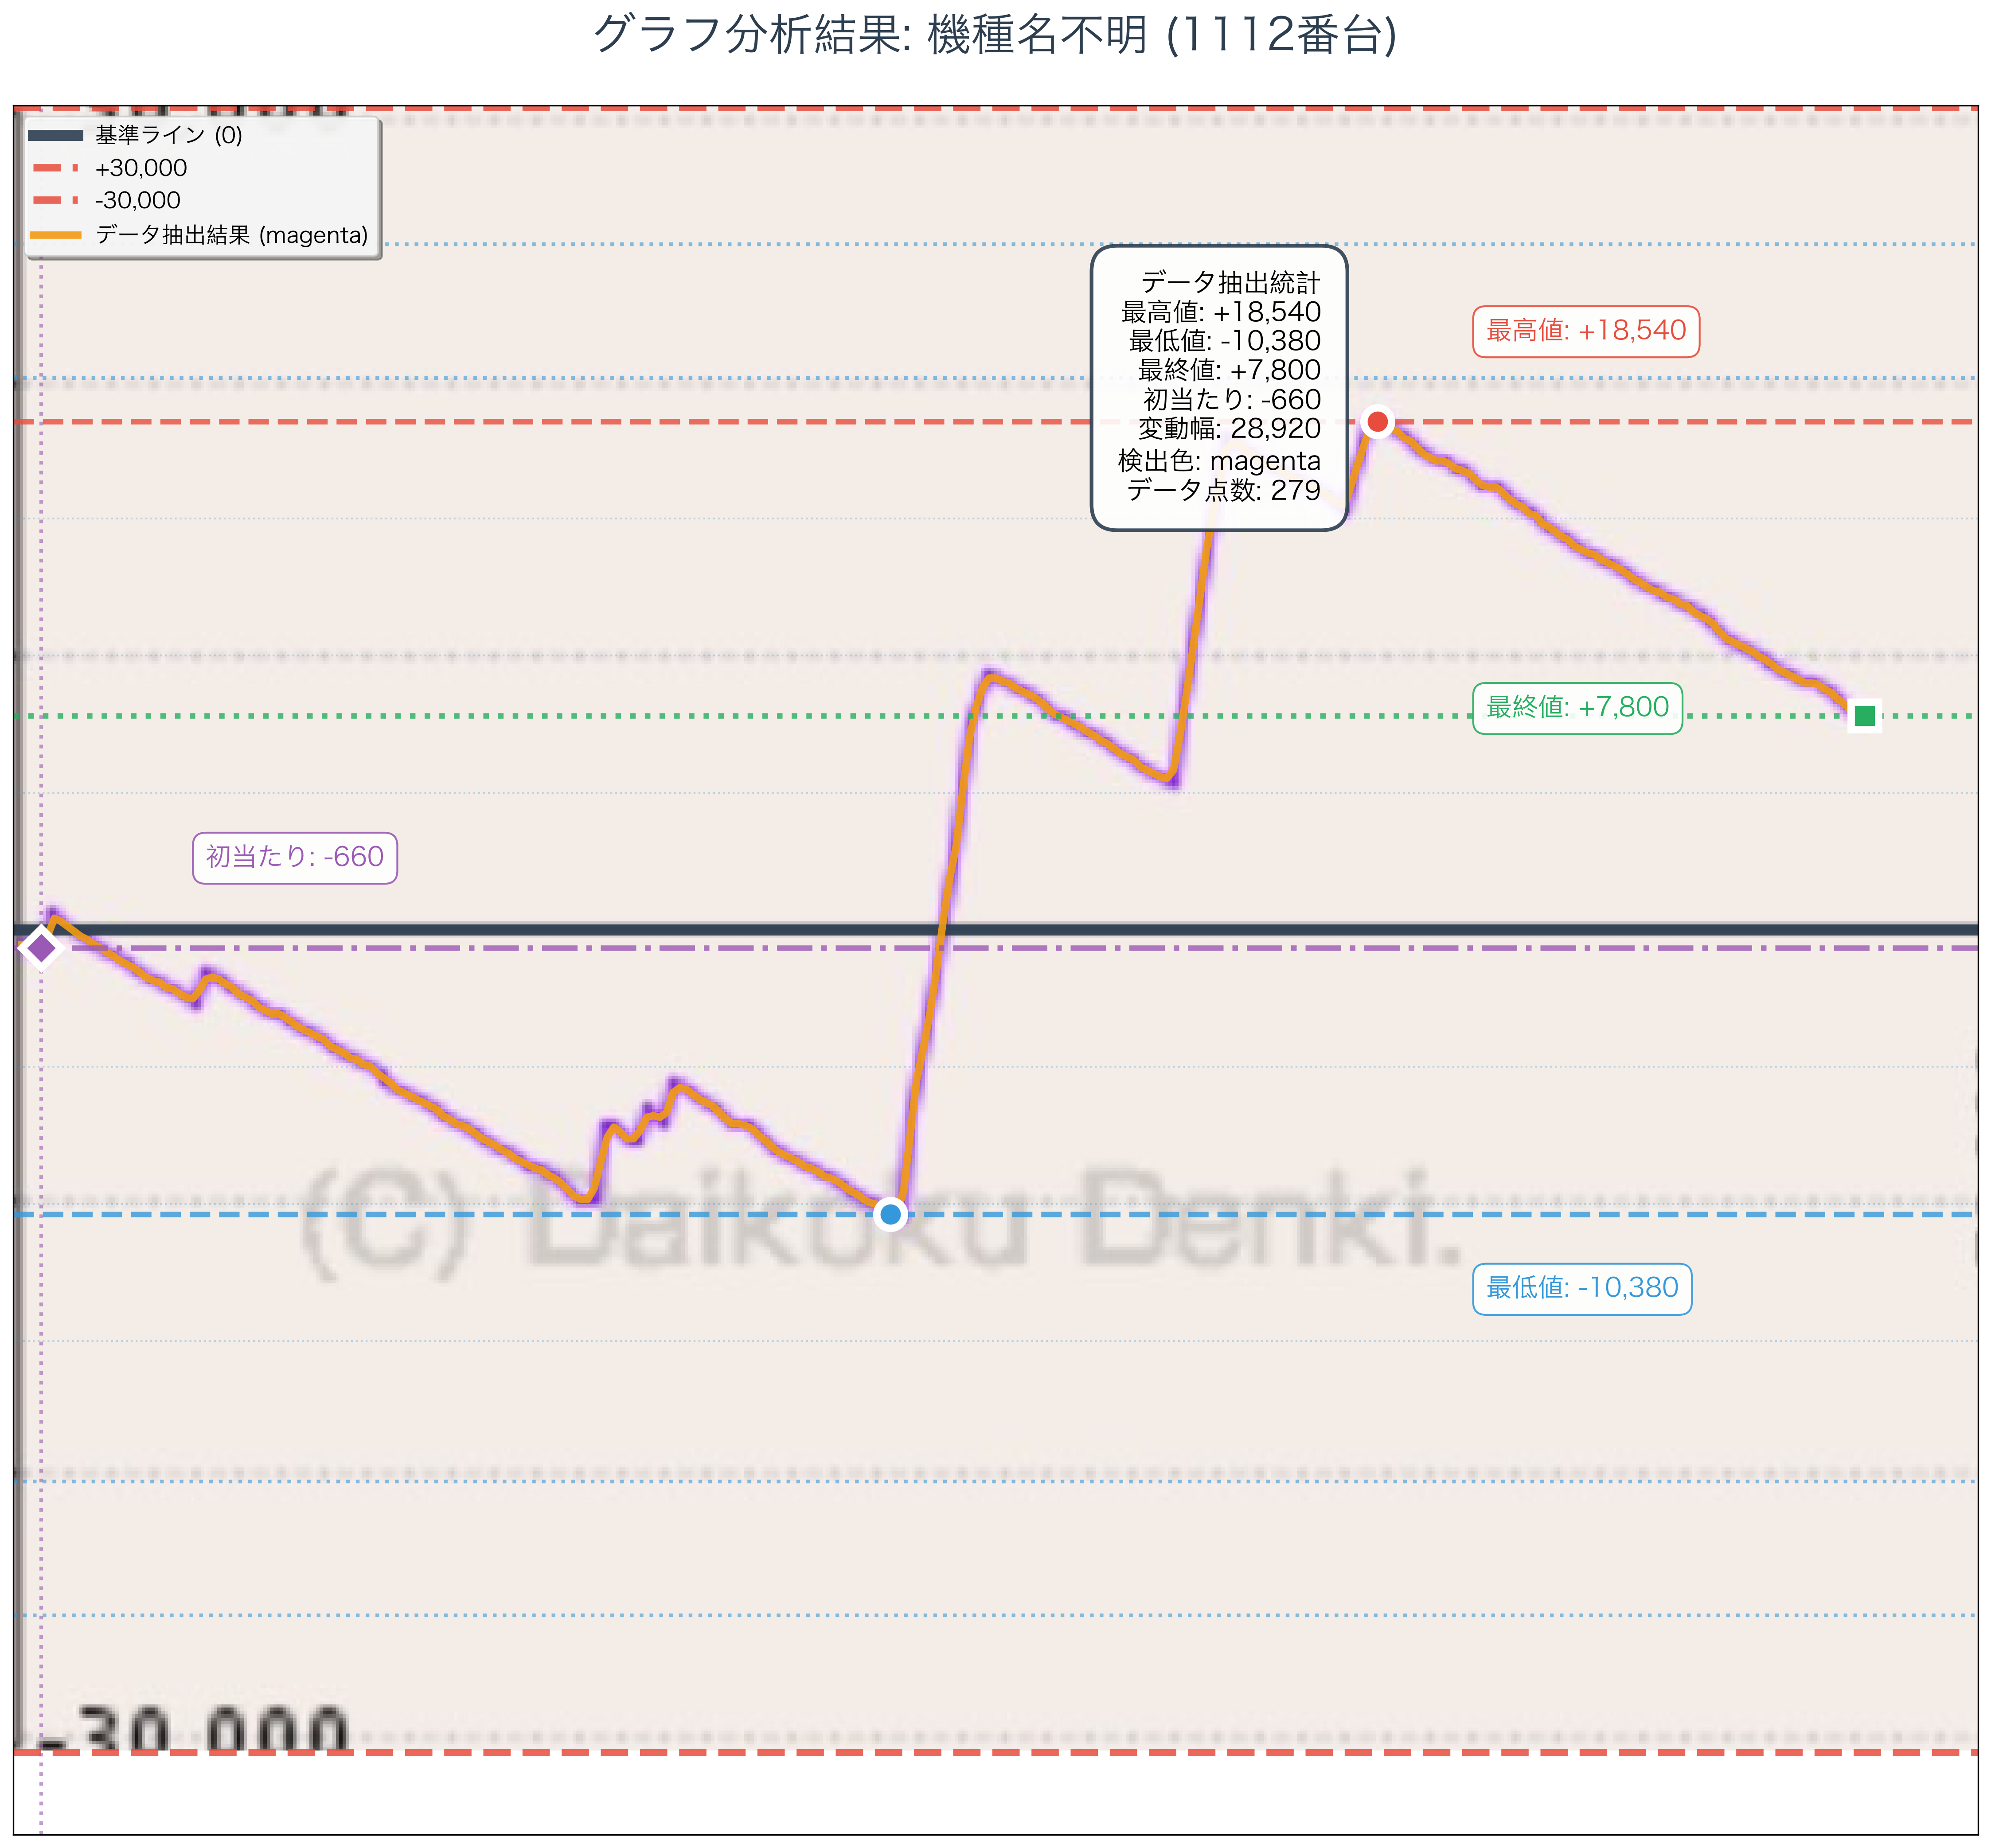 グラフ分析結果: 機種名不明 (1112番台)
基準ライン (0)
+30,000
-30,000
データ抽出結果 (magenta)
データ抽出統計
最高値: +18,540
最低値: -10,380
最終値: +7,800
初当たり: -660
変動幅: 28,920
検出色: magenta
データ点数: 279
最高値: +18,540
最終値: +7,800
初当たり: -660
(C) Daikoku Denki.
最低値: -10,380
-30,000